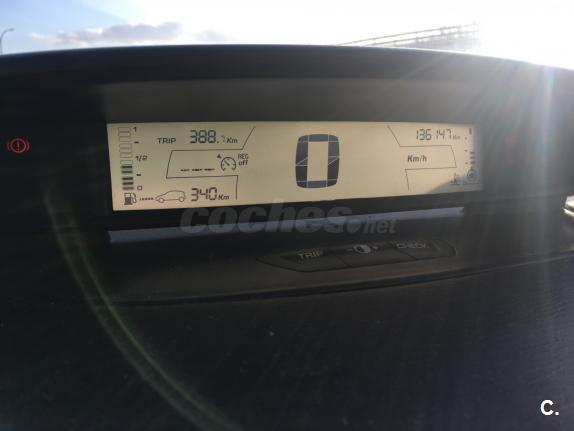 1
TRIP 388.7 Km
136147 Km
1/2
REG
off
0
Km/h
0
340 Km
coches.net
TRIP
- +
CHECK
C.